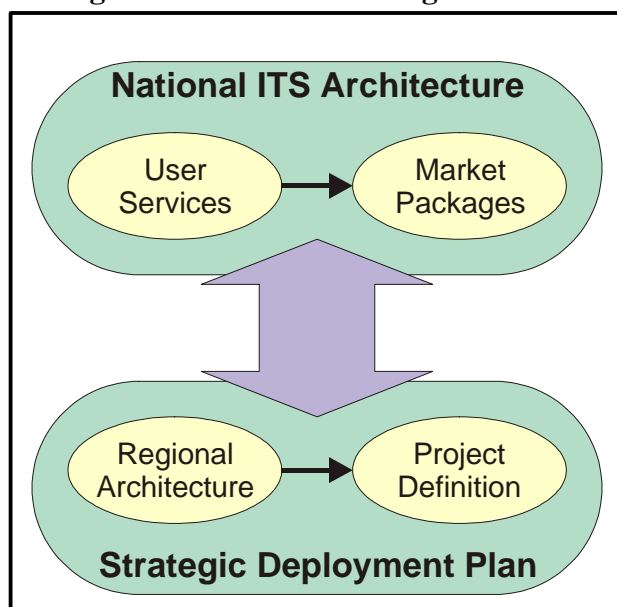 National ITS Architecture
User
Services
Market
Packages
Regional
Architecture
Project
Definition
Strategic Deployment Plan